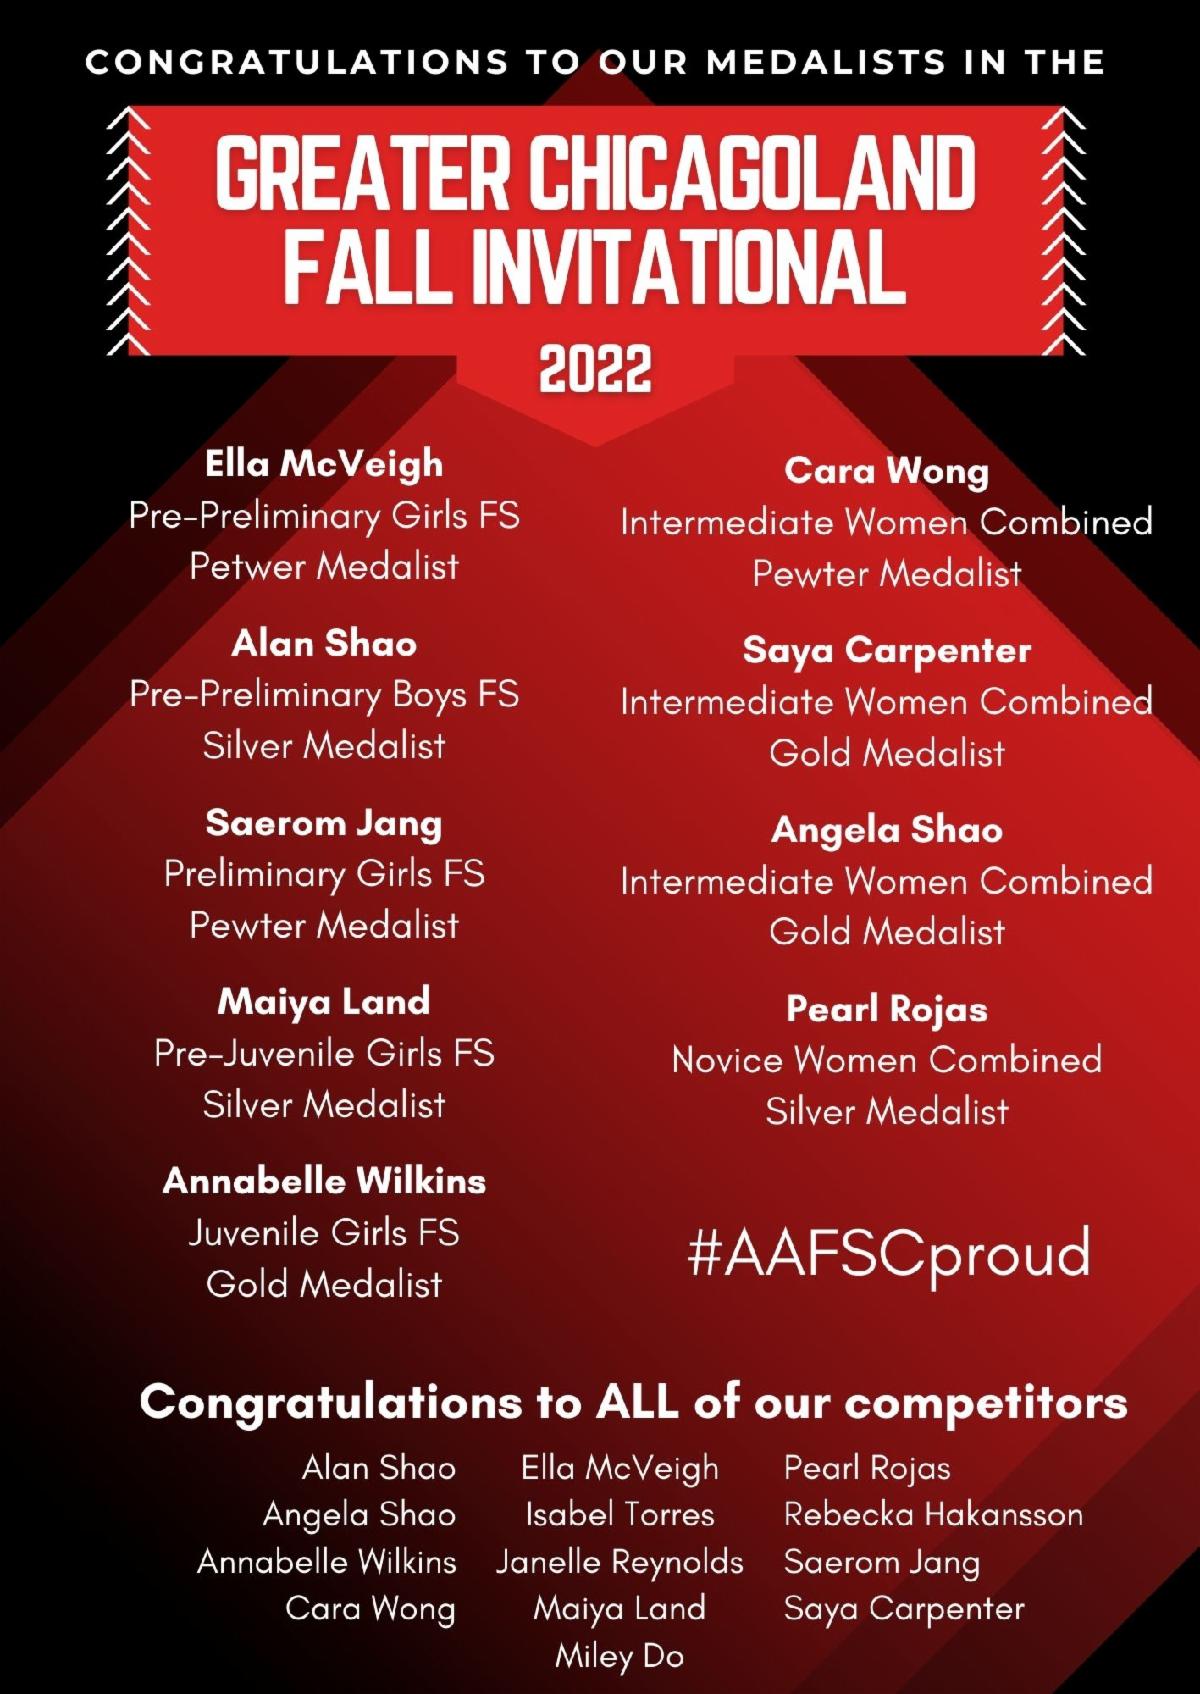 CONGRATULATIONS TO OUR MEDALISTS IN THE
GREATER CHICAGOLAND
FALL INVITATIONAL
2022
Ella McVeigh
Pre-Preliminary Girls FS
Petwer Medalist
Alan Shao
Pre-Preliminary Boys FS
Silver Medalist
Saerom Jang
Preliminary Girls FS
Pewter Medalist
Maiya Land
Pre-Juvenile Girls FS
Silver Medalist
Annabelle Wilkins
Juvenile Girls FS
Gold Medalist
Cara Wong
Intermediate Women Combined
Pewter Medalist
Saya Carpenter
Intermediate Women Combined
Gold Medalist
Angela Shao
Intermediate Women Combined
Gold Medalist
Pearl Rojas
Novice Women Combined
Silver Medalist
#AAFSCproud
Congratulations to ALL of our competitors
Alan Shao
Angela Shao
Annabelle Wilkins
Cara Wong
Ella McVeigh
Isabel Torres
Janelle Reynolds
Maiya Land
Miley Do
Pearl Rojas
Rebecka Hakansson
Saerom Jang
Saya Carpenter